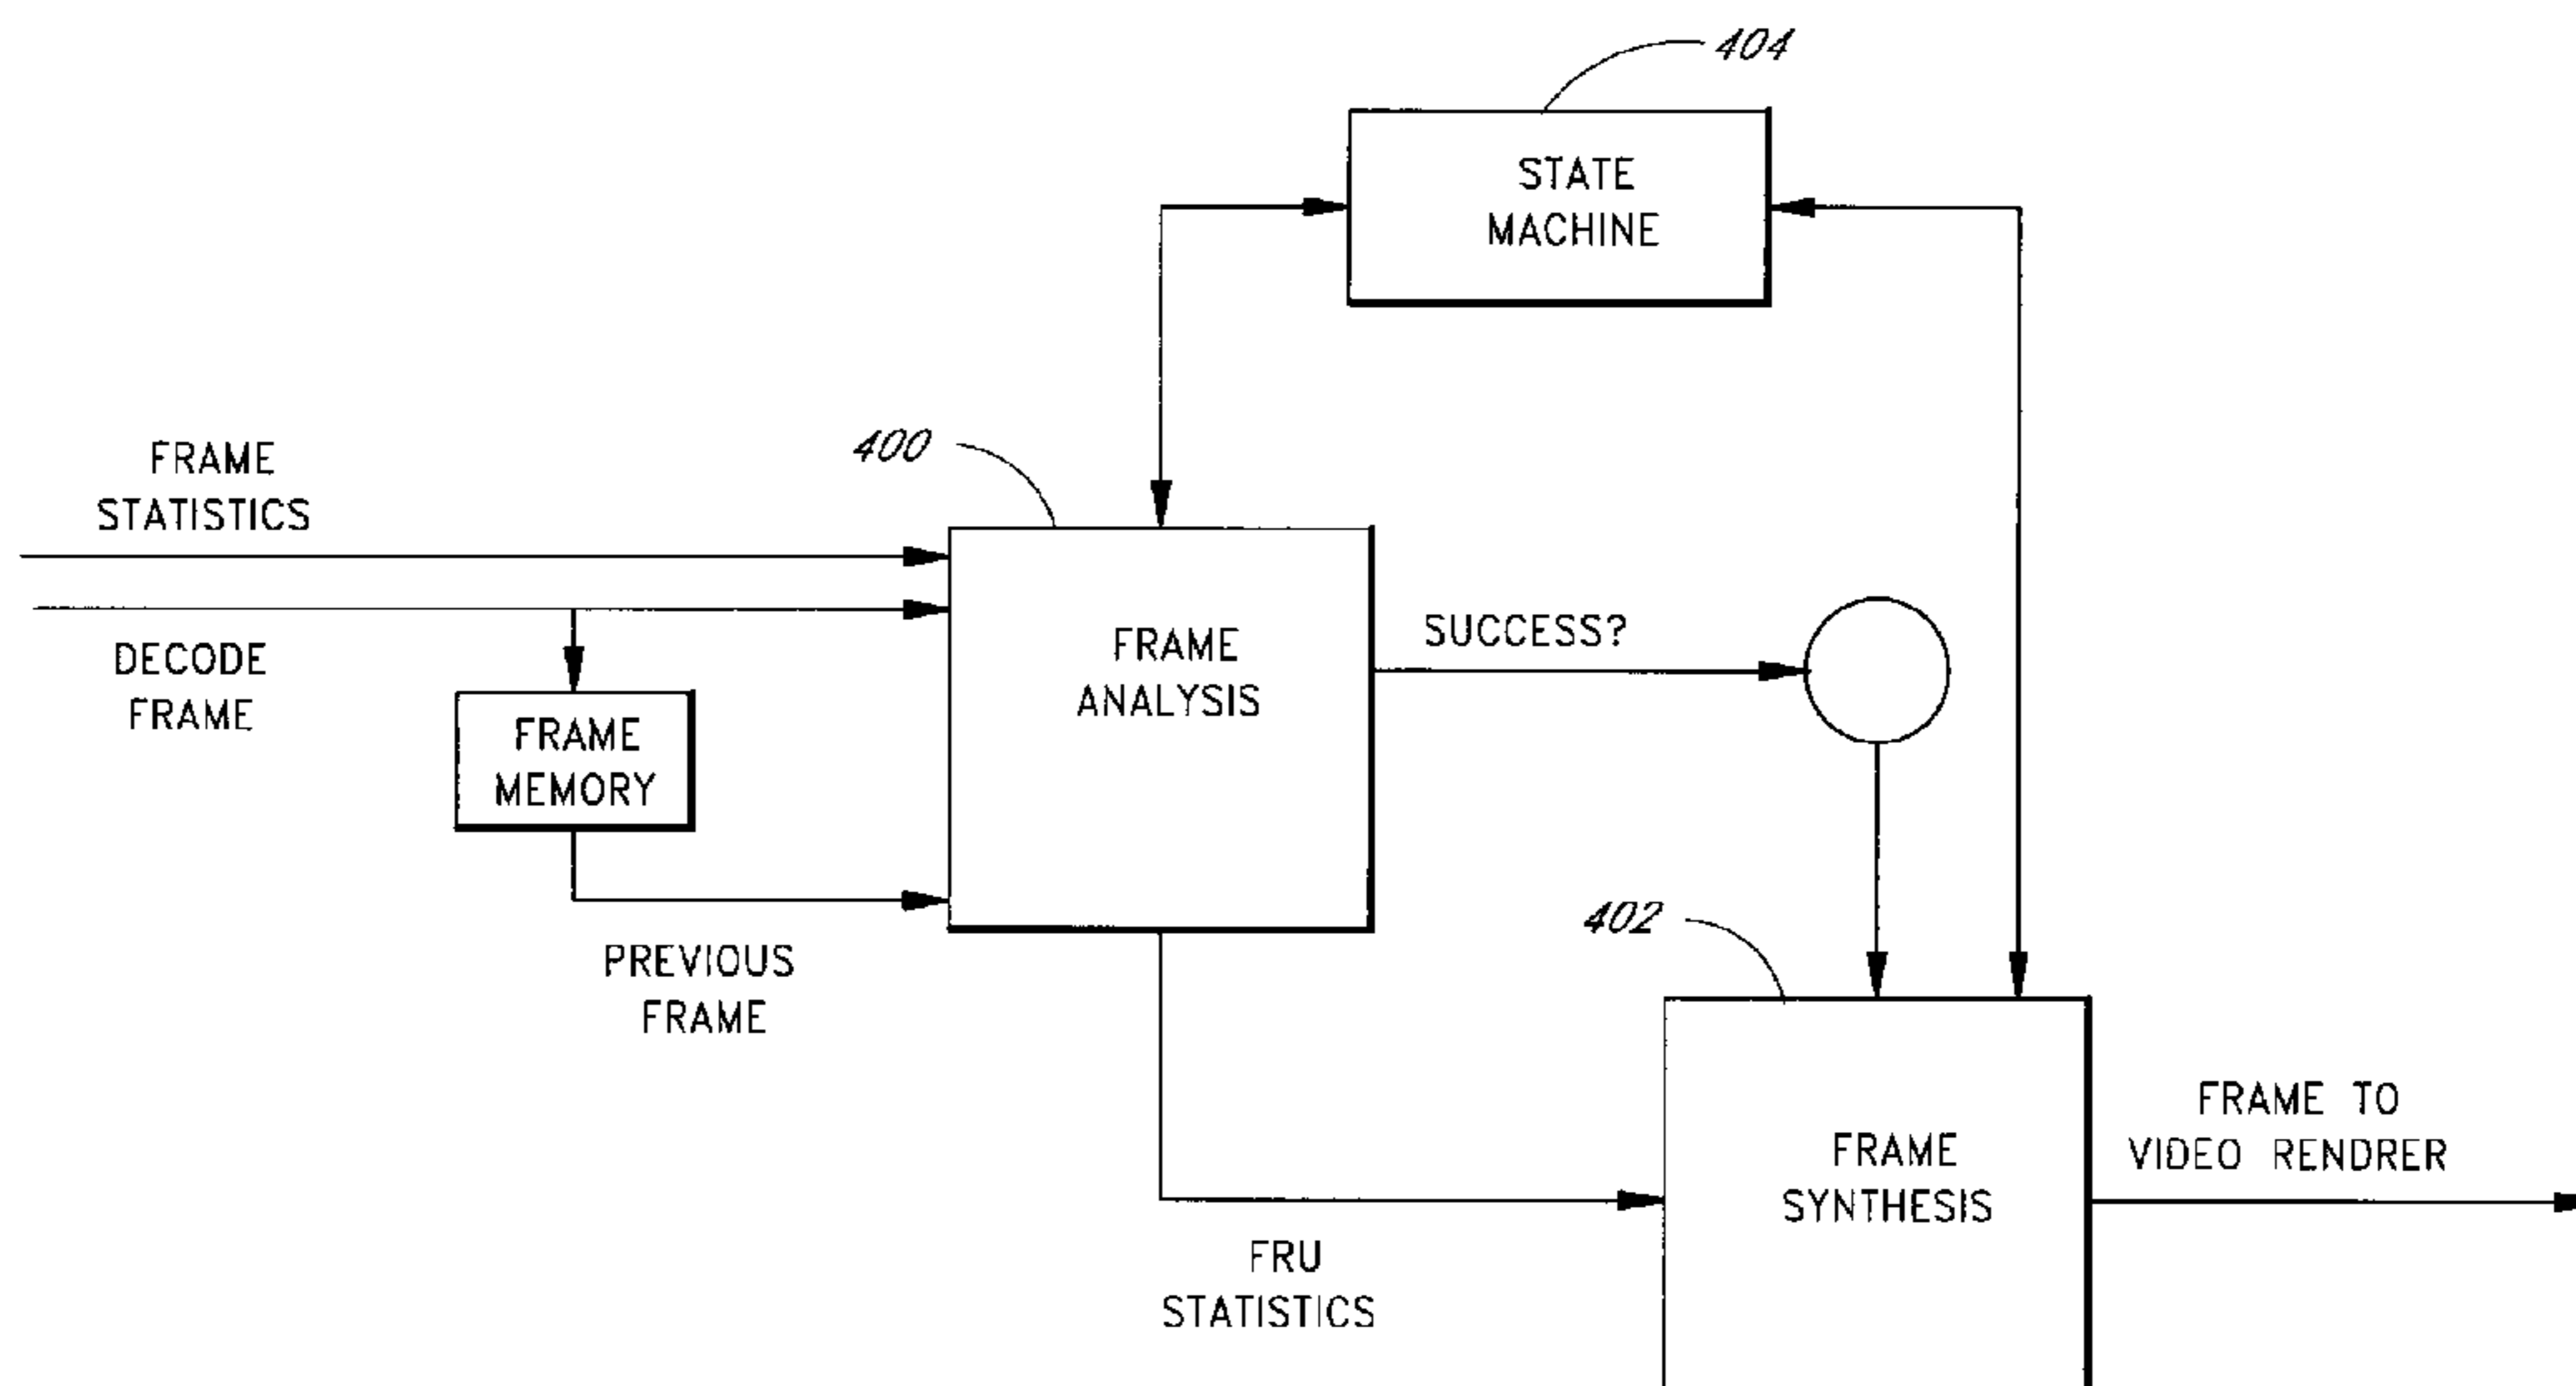 404
STATE
MACHINE
400
FRAME
STATISTICS
DECODE
FRAME
FRAME
MEMORY
FRAME
ANALYSIS
SUCCESS?
PREVIOUS
FRAME
402
FRAME TO
VIDEO RENDRER
FRAME
SYNTHESIS
FRU
STATISTICS